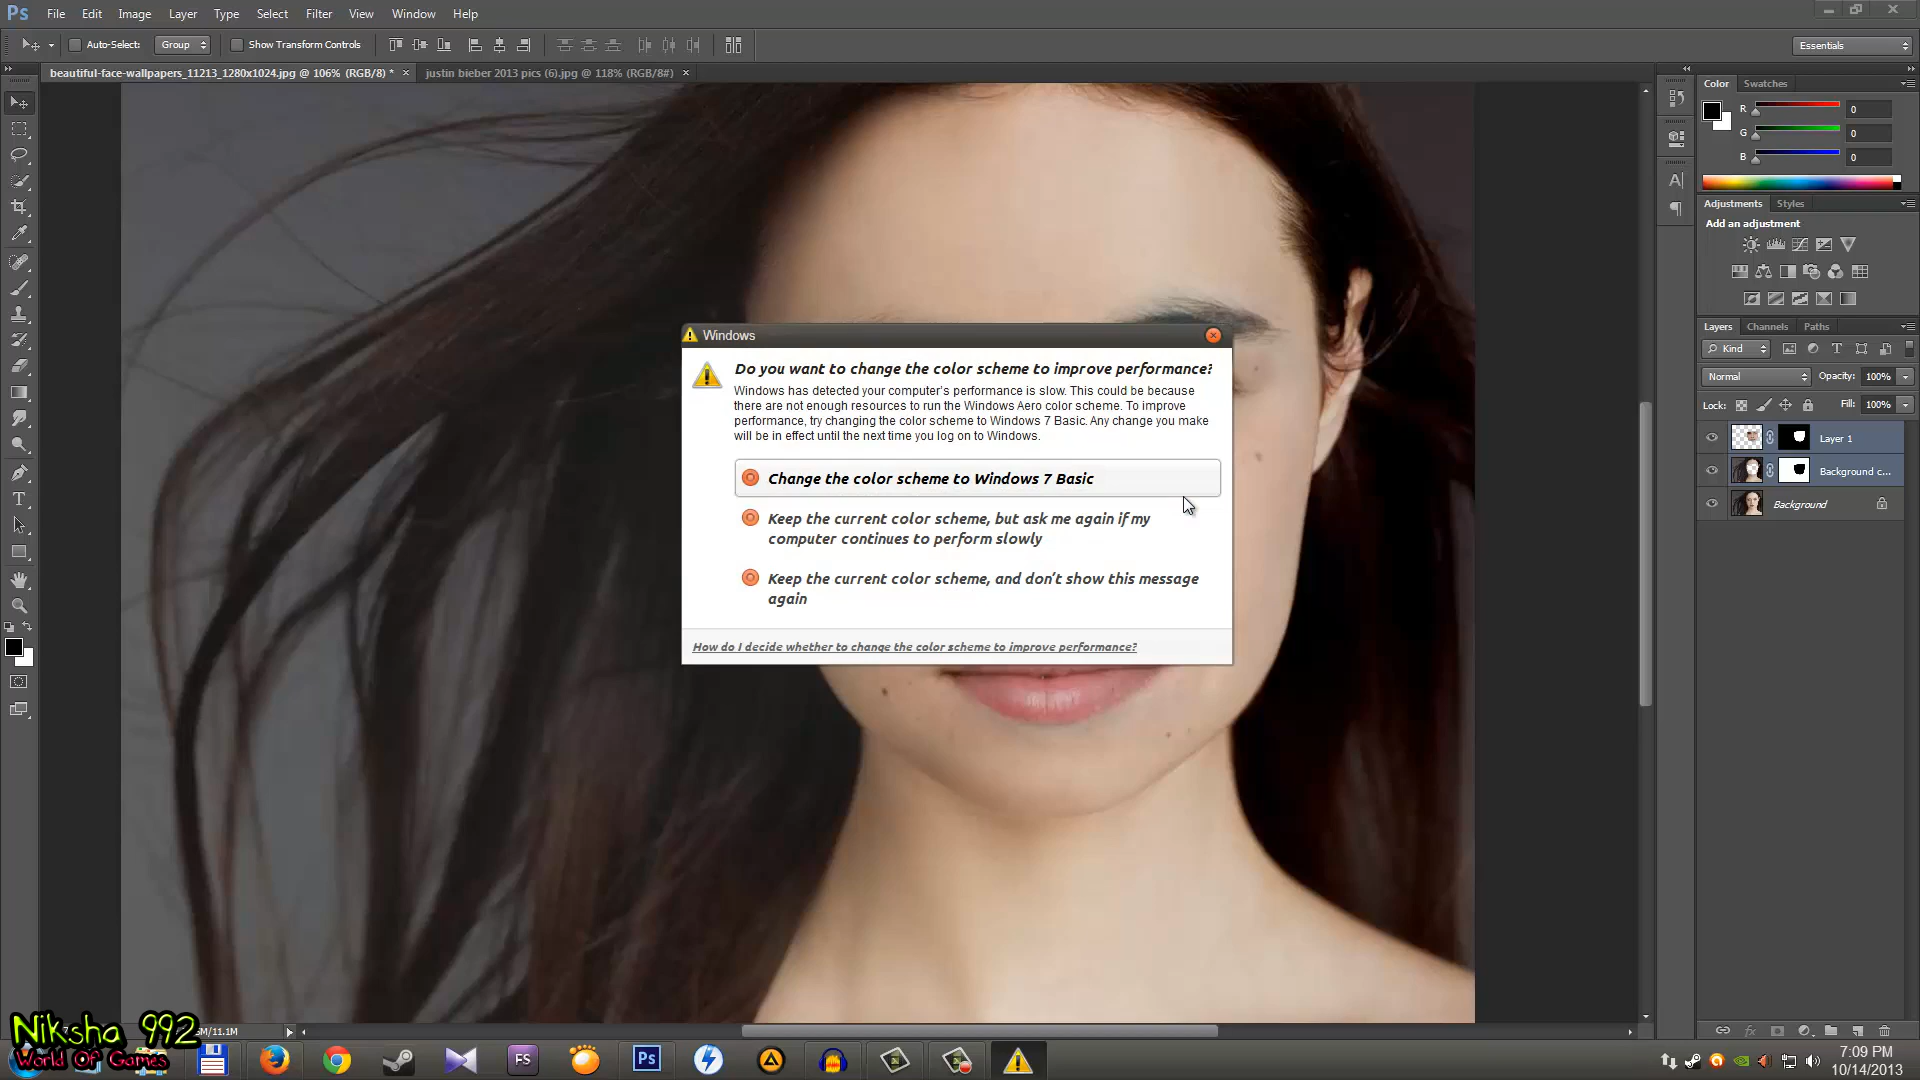 Ps File Edit Image Layer Type Select Filter View Window Help
Auto-Select: Group Show Transform Controls Essentials
beautiful-face-wallpapers_11213_1280x1024.jpg @ 106% (RGB/8) * × justin bieber 2013 pics (6).jpg @ 118% (RGB/8#) ×
Color Swatches
R 0
G 0
B 0
Adjustments Styles
Add an adjustment
Layers Channels Paths
Kind
Normal Opacity: 100%
Lock: Fill: 100%
Layer 1
Background c...
Background
Windows
Do you want to change the color scheme to improve performance?
Windows has detected your computer's performance is slow. This could be because
there are not enough resources to run the Windows Aero color scheme. To improve
performance, try changing the color scheme to Windows 7 Basic. Any change you make
will be in effect until the next time you log on to Windows.
Change the color scheme to Windows 7 Basic
Keep the current color scheme, but ask me again if my
computer continues to perform slowly
Keep the current color scheme, and don't show this message
again
How do I decide whether to change the color scheme to improve performance?
Niksha 992
World Of Games
M/11.1M
FS
Ps
7:09 PM
10/14/2013